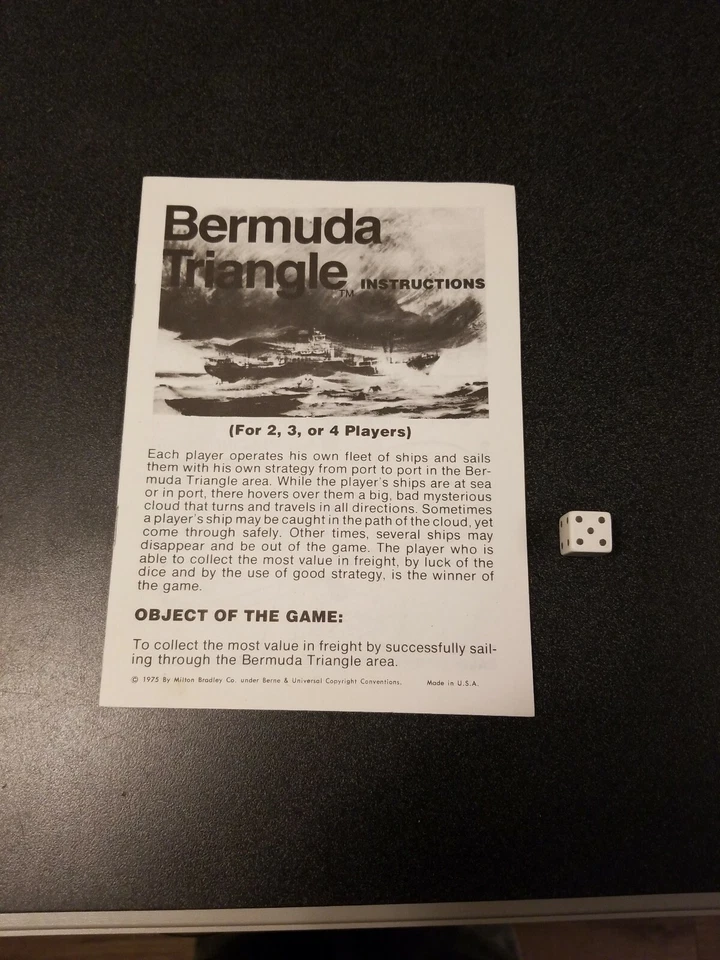 Bermuda
Triangle TM INSTRUCTIONS
(For 2, 3, or 4 Players)
Each player operates his own fleet of ships and sails
them with his own strategy from port to port in the Ber-
muda Triangle area. While the player's ships are at sea
or in port, there hovers over them a big, bad mysterious
cloud that turns and travels in all directions. Sometimes
a player's ship may be caught in the path of the cloud, yet
come through safely. Other times, several ships may
disappear and be out of the game. The player who is
able to collect the most value in freight, by luck of the
dice and by the use of good strategy, is the winner of
the game.
OBJECT OF THE GAME:
To collect the most value in freight by successfully sail-
ing through the Bermuda Triangle area.
© 1975 By Milton Bradley Co. under Berne & Universal Copyright Conventions. Made in U.S.A.